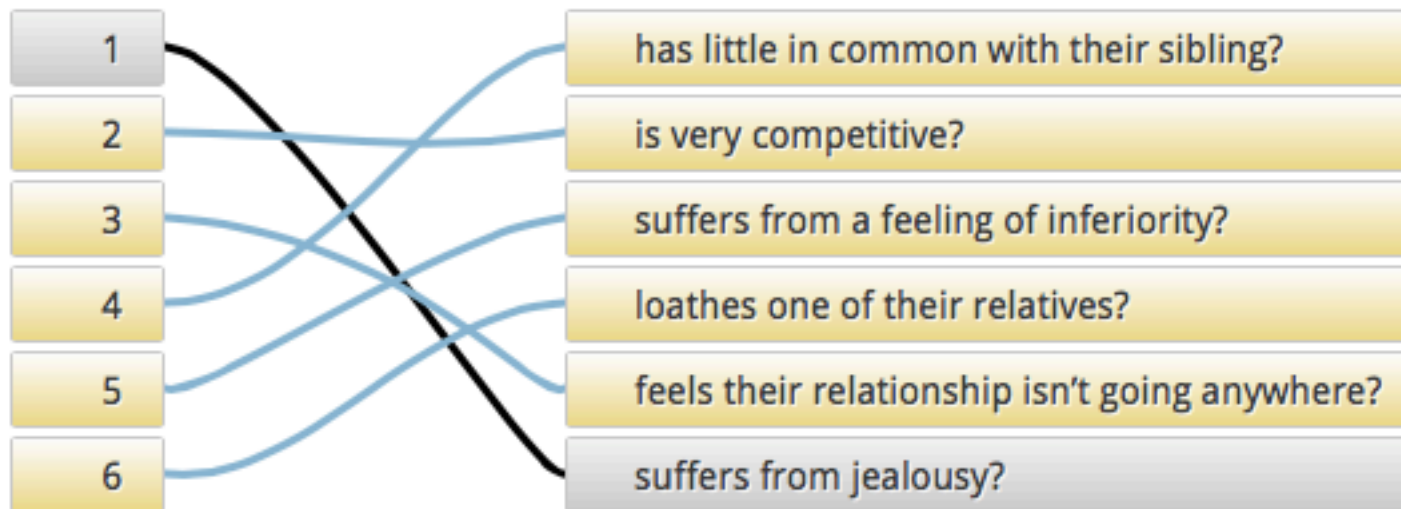 1 has little in common with their sibling?
2 is very competitive?
3 suffers from a feeling of inferiority?
4 loathes one of their relatives?
5 feels their relationship isn’t going anywhere?
6 suffers from jealousy?